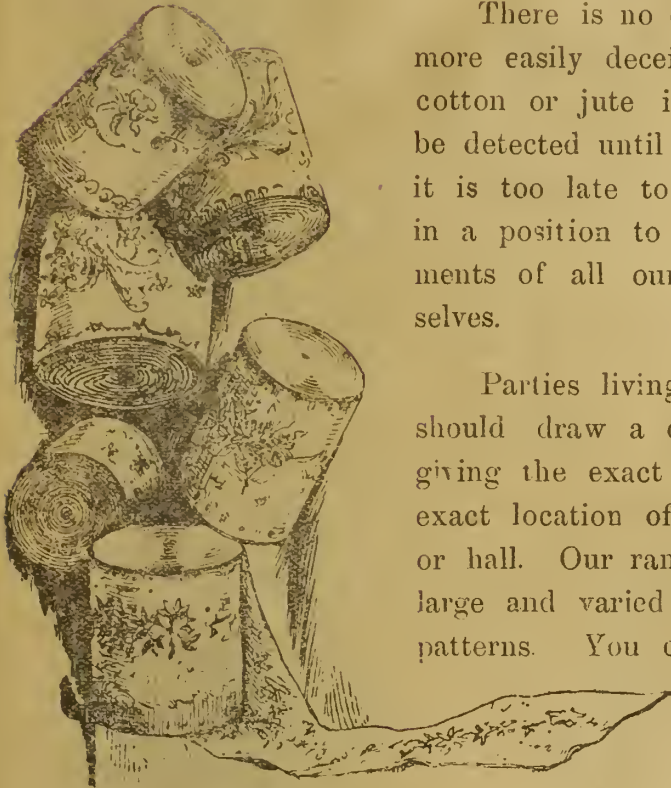 There is no
more easily decei
cotton or jute i
be detected until
it is too late to
in a position to
ments of all our
selves.
Parties living
should draw a
giving the exact
exact location of
or hall. Our ran
large and varied
patterns. You